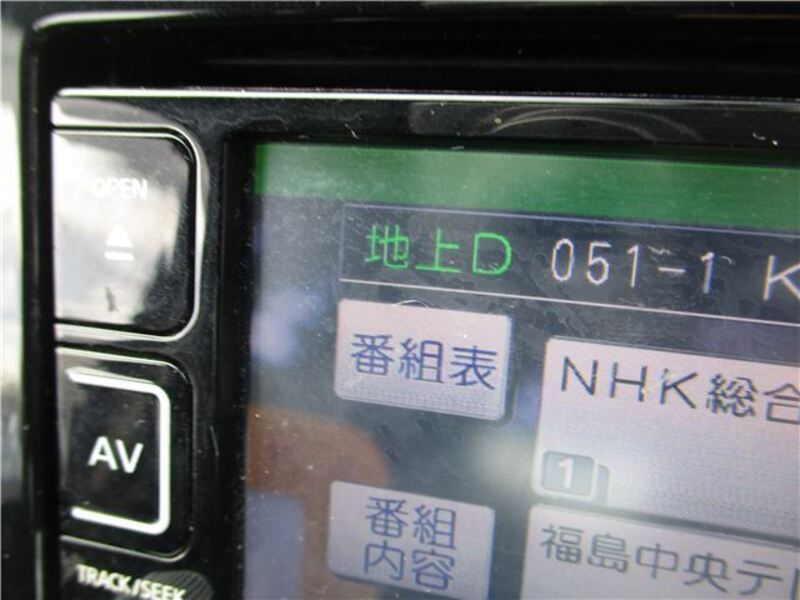 OPEN
地上D 051-1 K
番組表
NHK総合
1
AV
番組
内容
福島中央テレ
TRACK/SEEK